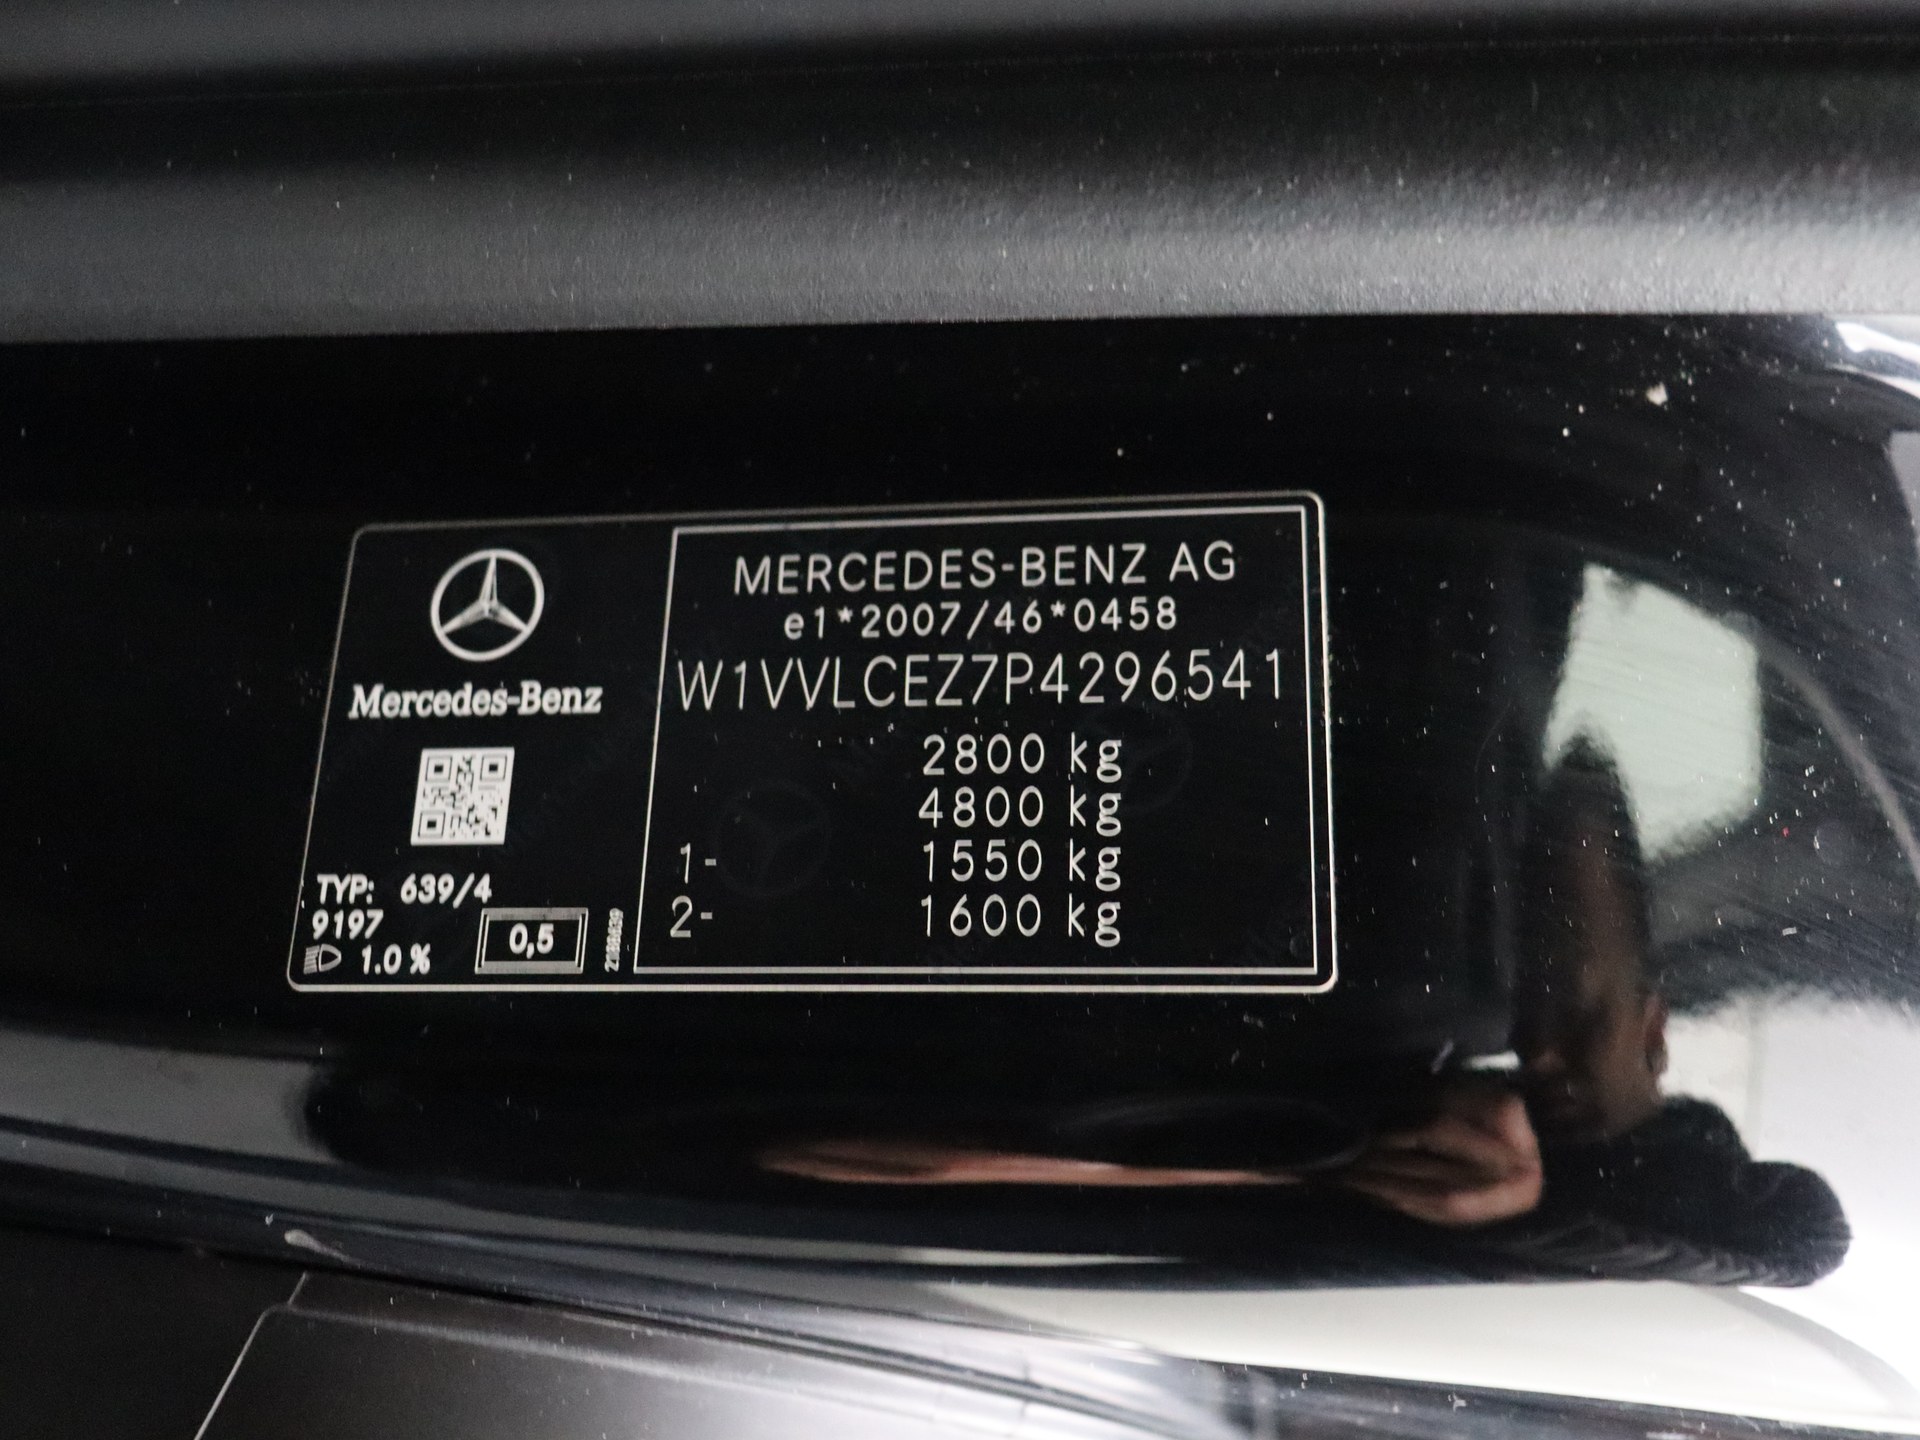 Mercedes-Benz
TYP: 639/4
9197
1.0 %
0,5
MERCEDES-BENZ AG
e1*2007/46*0458
W1VVLCEZ7P4296541
2800 kg
4800 kg
1- 1550 kg
2- 1600 kg